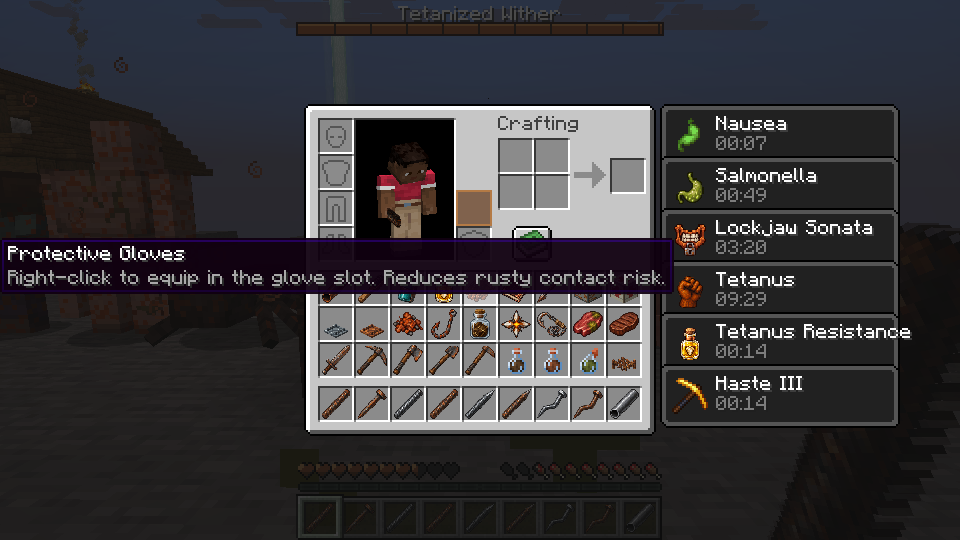 Tetanized Wither
Crafting
Protective Gloves
Right-click to equip in the glove slot. Reduces rusty contact risk.
Nausea
00:07
Salmonella
00:49
Lockjaw Sonata
03:20
Tetanus
09:29
Tetanus Resistance
00:14
Haste III
00:14